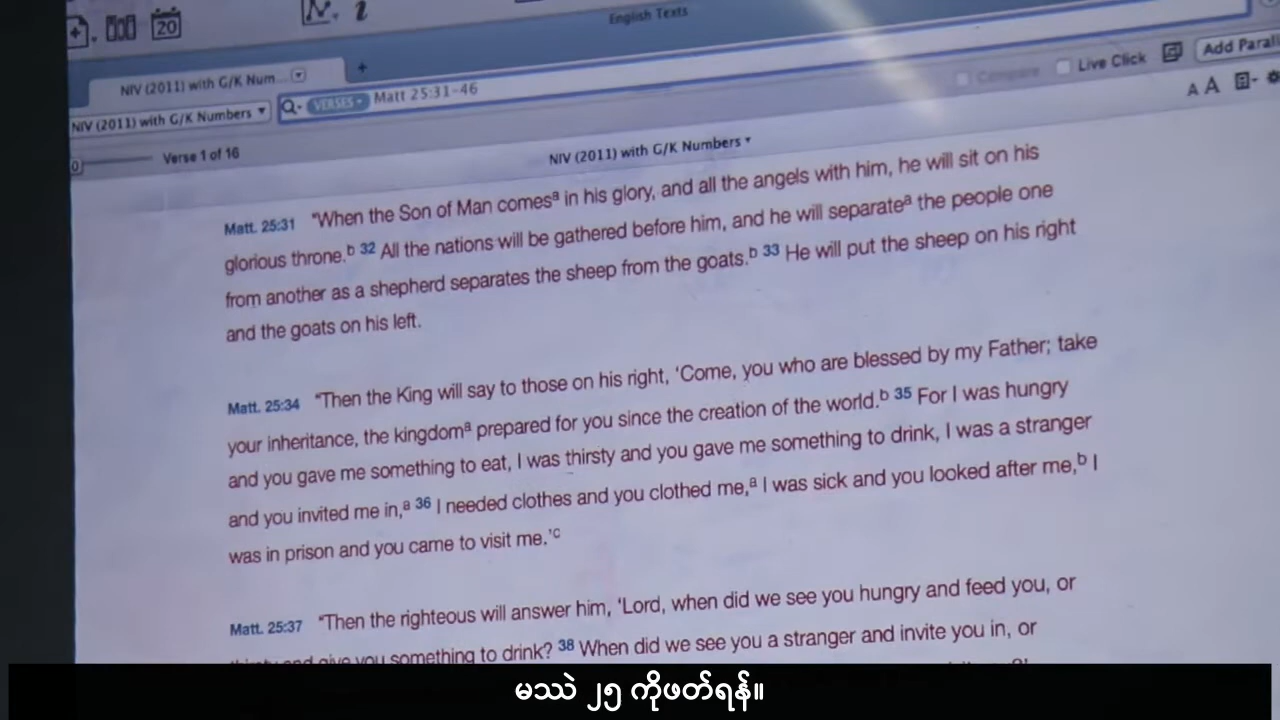 20
English Texts
NIV (2011) with G/K Num...
+
NIV (2011) with G/K Numbers
VERSES
Matt 25:31-46
Compare
Live Click
Add Parall
Verse 1 of 16
NIV (2011) with G/K Numbers
A A
Matt. 25:31 “When the Son of Man comesᵃ in his glory, and all the angels with him, he will sit on his
glorious throne.ᵇ 32 All the nations will be gathered before him, and he will separateᵃ the people one
from another as a shepherd separates the sheep from the goats.ᵇ 33 He will put the sheep on his right
and the goats on his left.
Matt. 25:34 “Then the King will say to those on his right, ‘Come, you who are blessed by my Father; take
your inheritance, the kingdomᵃ prepared for you since the creation of the world.ᵇ 35 For I was hungry
and you gave me something to eat, I was thirsty and you gave me something to drink, I was a stranger
and you invited me in,ᵃ 36 I needed clothes and you clothed me,ᵃ I was sick and you looked after me,ᵇ I
was in prison and you came to visit me.’ᶜ
Matt. 25:37 “Then the righteous will answer him, ‘Lord, when did we see you hungry and feed you, or
thirsty and give you something to drink? 38 When did we see you a stranger and invite you in, or
မဿဲ ၂၅ ကိုဖတ်ရန်။